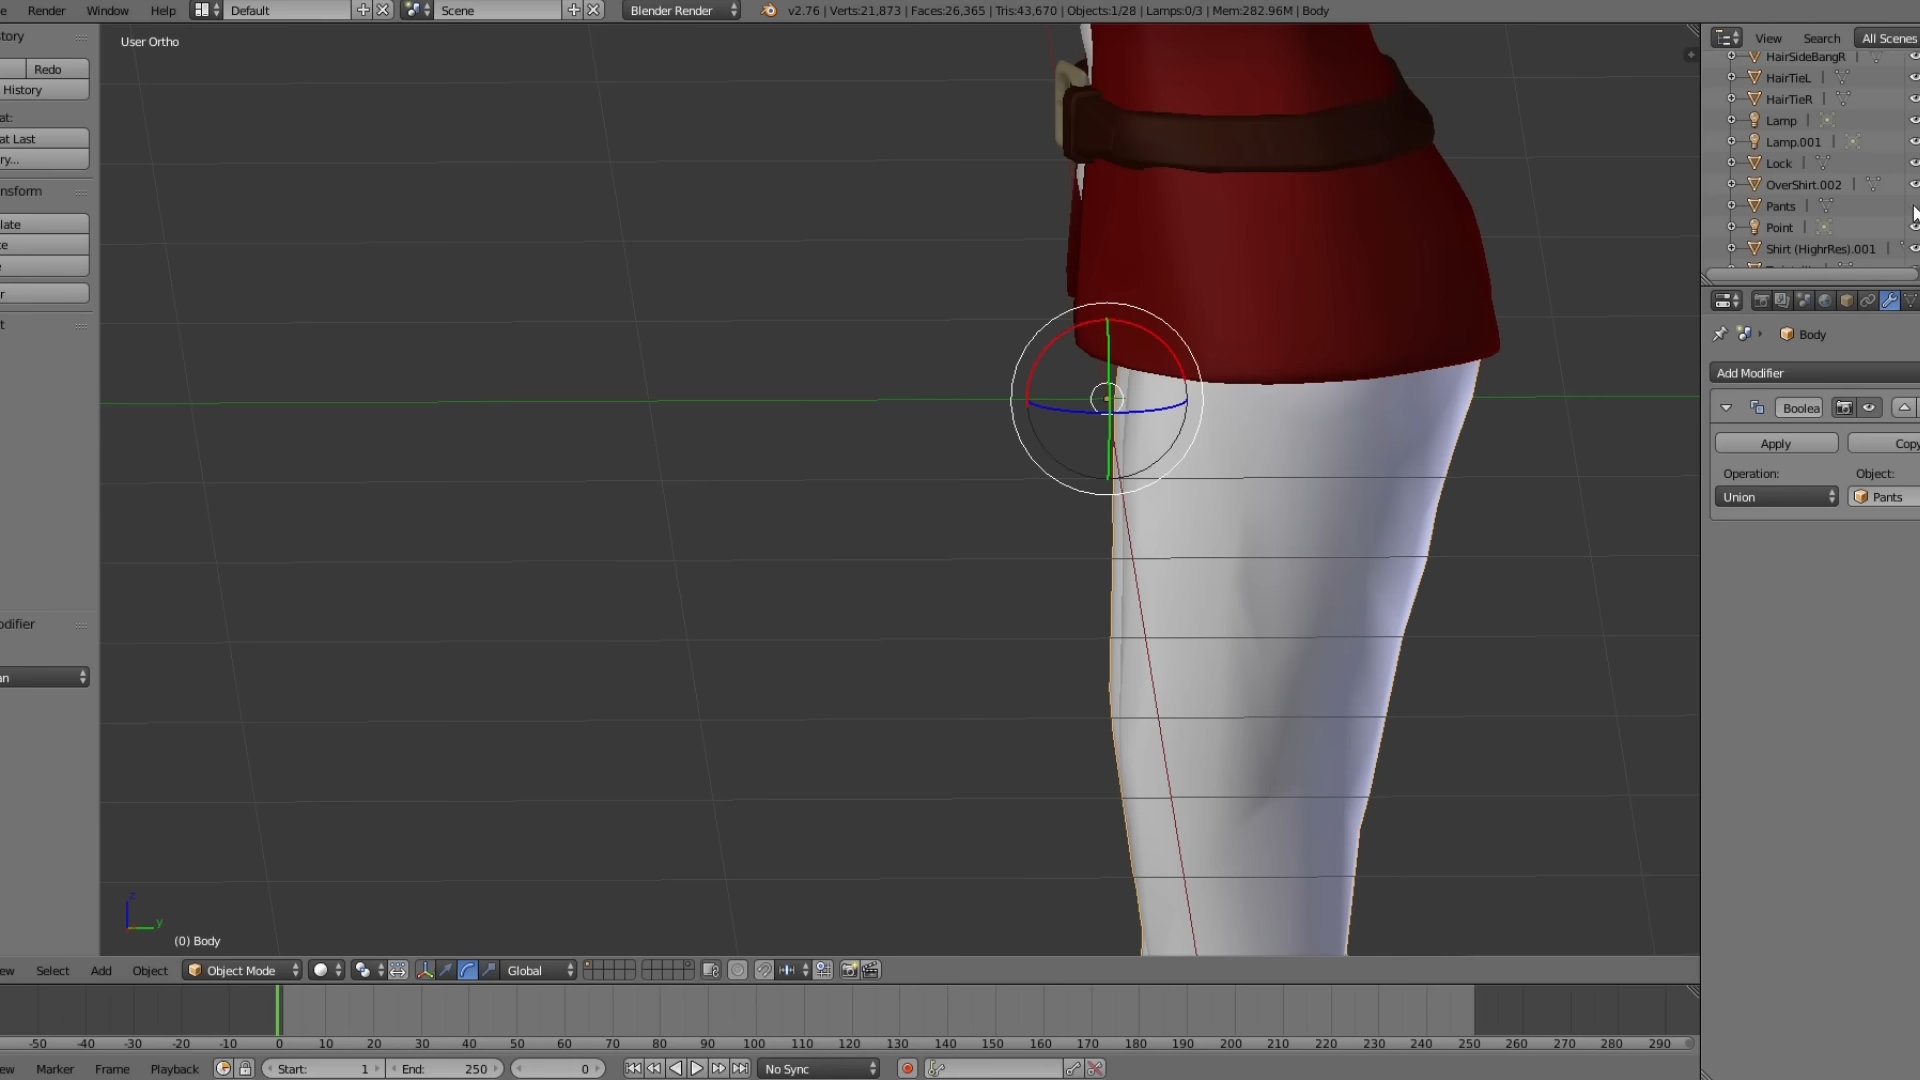 Render Window Help Default Scene Blender Render v2.76 | Verts:21,873 | Faces:26,365 | Tris:43,670 | Objects:1/28 | Lamps:0/3 | Mem:282.96M | Body
tory
Redo
History
at:
at Last
ry...
nsform
late
odifier
User Ortho
(0) Body
z
y
View Search All Scenes
HairSideBangR
HairTieL
HairTieR
Lamp
Lamp.001
Lock
OverShirt.002
Pants
Point
Shirt (HighrRes).001
Body
Add Modifier
Boolea
Apply Copy
Operation: Object:
Union Pants
ew Select Add Object Object Mode Global
-50 -40 -30 -20 -10 0 10 20 30 40 50 60 70 80 90 100 110 120 130 140 150 160 170 180 190 200 210 220 230 240 250 260 270 280 290
ew Marker Frame Playback Start: 1 End: 250 0 No Sync